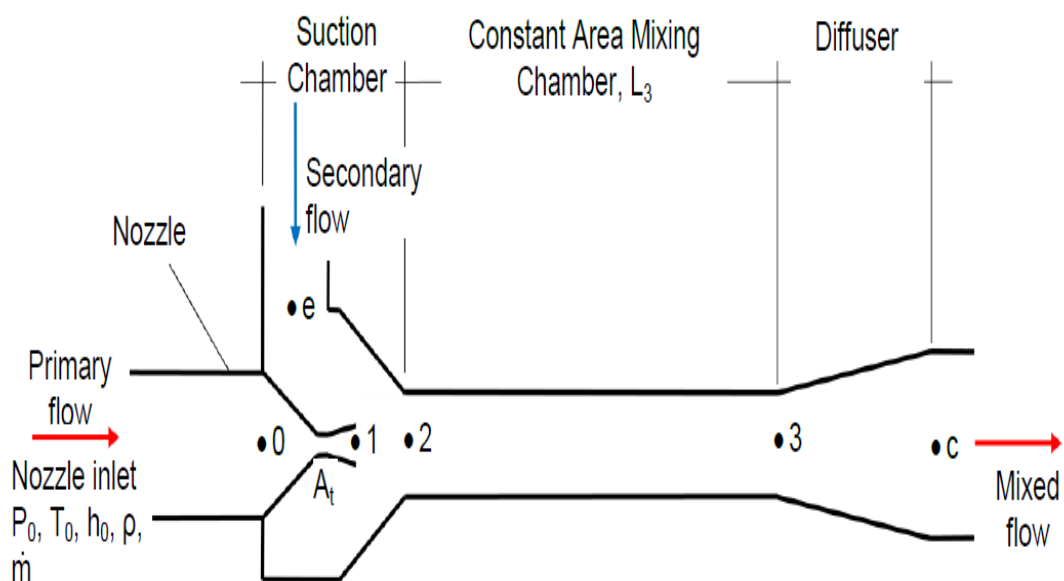 Suction
Chamber
Constant Area Mixing
Chamber, L₃
Diffuser
Secondary
flow
Nozzle
e
Primary
flow
0
1
2
3
c
Aₜ
Nozzle inlet
P₀, T₀, h₀, ρ,
ṁ
Mixed
flow